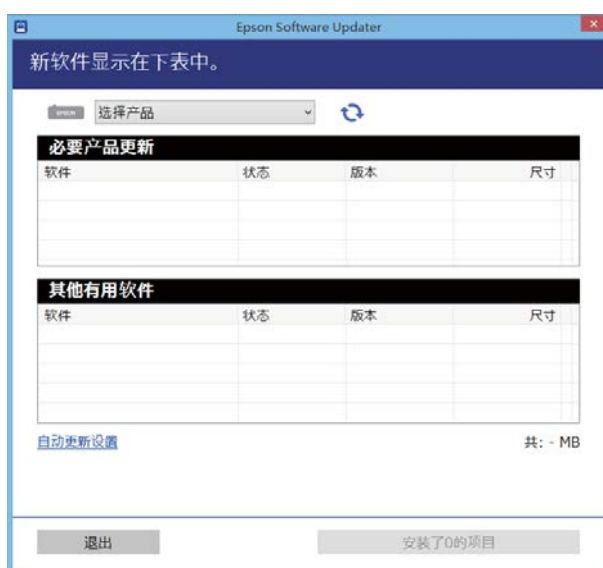 Epson Software Updater
新软件显示在下表中。
EPSON 选择产品
必要产品更新
软件 状态 版本 尺寸
其他有用软件
软件 状态 版本 尺寸
自动更新设置 共: - MB
退出 安装了0的项目